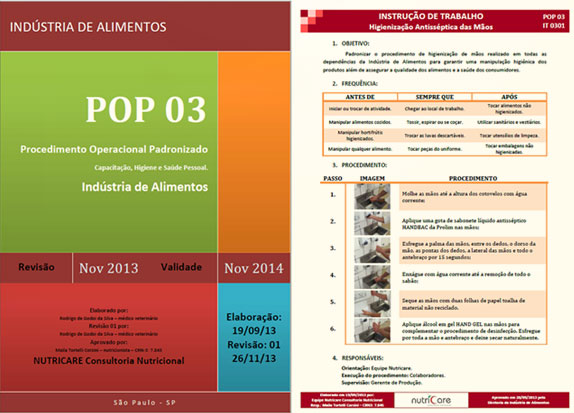 INDÚSTRIA DE ALIMENTOS
POP 03
Procedimento Operacional Padronizado
Capacitação, Higiene e Saúde Pessoal.
Indústria de Alimentos
Revisão Nov 2013 Validade Nov 2014
Elaborado por:
Rodrigo de Godoi da Silva – médico veterinário
Revisão 01 por:
Rodrigo de Godoi da Silva – médico veterinário
Aprovado por:
NUTRICARE Consultoria Nutricional
Elaboração:
19/09/13
Revisão: 01
26/11/13
São Paulo - SP
INSTRUÇÃO DE TRABALHO
Higienização Antisséptica das Mãos
POP 03
IT 0301
1. OBJETIVO:
Padronizar o procedimento de higienização de mãos realizado em todas as
dependências da Indústria de Alimentos para garantir uma manipulação higiênica dos
produtos além de assegurar a qualidade dos alimentos e a saúde dos consumidores.
2. FREQUÊNCIA:
ANTES DE SEMPRE QUE APÓS
Iniciar ou trocar de atividade. Chegar ao local de trabalho. Tocar alimentos não
higienizados.
Manipular alimentos cozidos. Tossir, espirrar ou se coçar. Utilizar sanitários e vestiários.
Manipular hortifrútis
higienizados. Trocar as luvas descartáveis. Tocar utensílios de limpeza.
Manipular qualquer alimento. Tocar peças do uniforme. Tocar embalagens não
higienizadas.
3. PROCEDIMENTO:
PASSO IMAGEM PROCEDIMENTO
1. Molhe as mãos até a altura dos cotovelos com água
corrente;
2. Aplique uma gota de sabonete líquido antisséptico
HANDBAC da Prolim nas mãos;
3. Esfregue a palma das mãos, entre os dedos, o dorso da
mão, as pontas dos dedos, a lateral das mãos e todo o
antebraço por 15 segundos;
4. Enxágue com água corrente até a remoção de todo o
sabão;
5. Seque as mãos com duas folhas de papel toalha de
material não reciclado.
6. Aplique álcool em gel HAND GEL nas mãos para
complementar o procedimento de desinfecção. Esfregue
por toda a mão e antebraço e deixe secar naturalmente.
4. RESPONSÁVEIS:
Orientação: Equipe Nutricare.
Execução do procedimento: Colaboradores.
Supervisão: Gerente de Produção.
Equipe Nutricare Consultoria Nutricional
nutriCare
Diretoria da Indústria de Alimentos